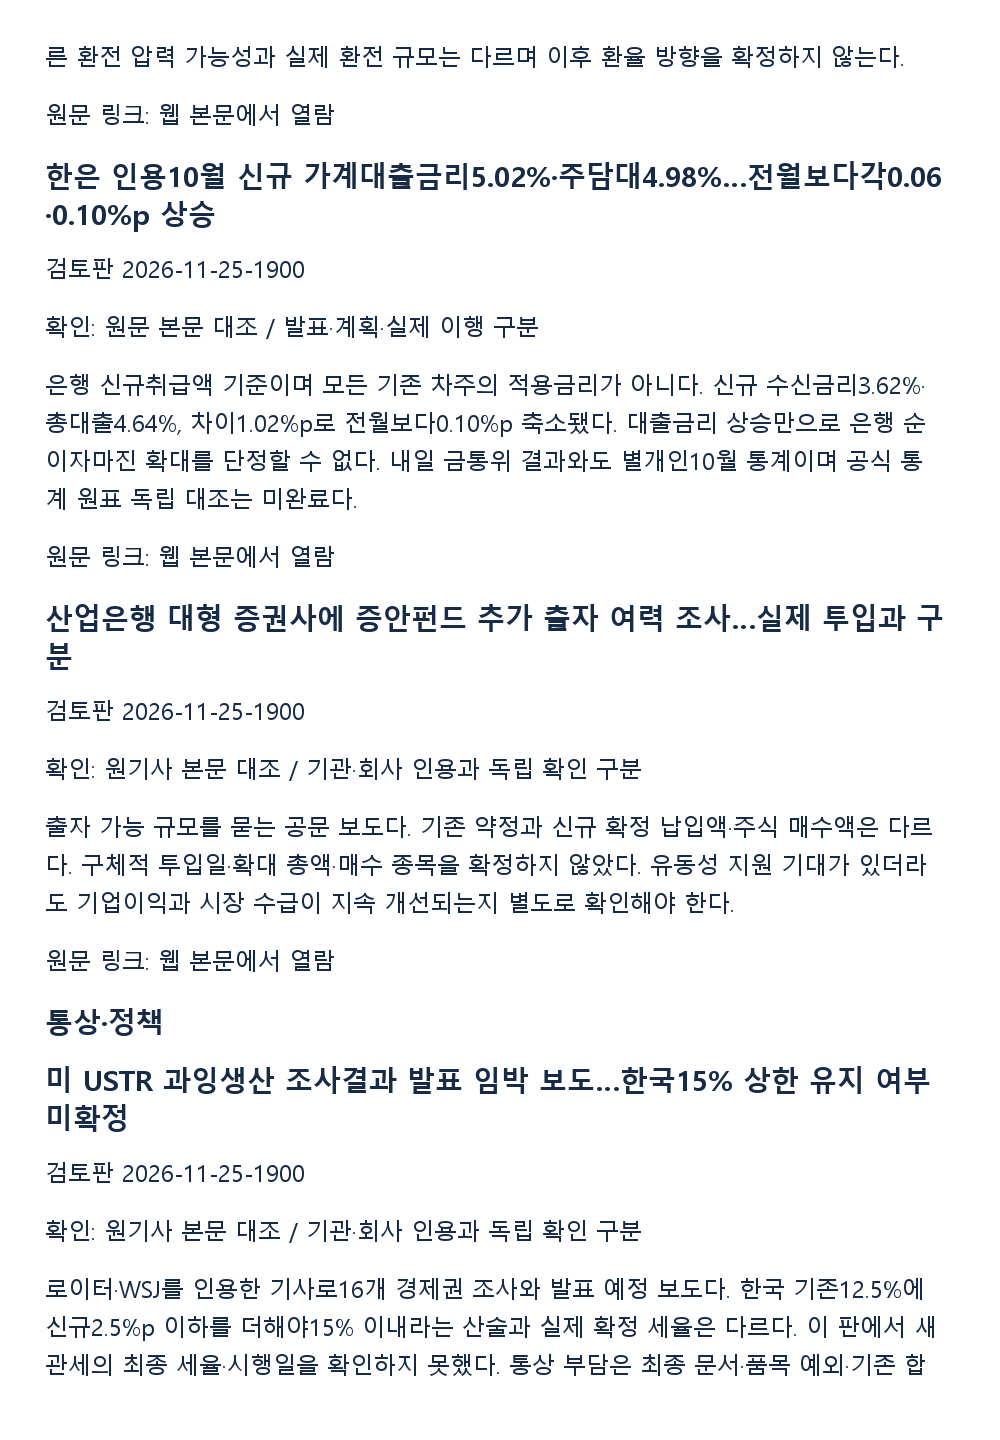 른 환전 압력 가능성과 실제 환전 규모는 다르며 이후 환율 방향을 확정하지 않는다.
원문 링크: 웹 본문에서 열람
한은 인용10월 신규 가계대출금리5.02%·주담대4.98%...전월보다각0.06
·0.10%p 상승
검토판 2026-11-25-1900
확인: 원문 본문 대조 / 발표·계획·실제 이행 구분
은행 신규취급액 기준이며 모든 기존 차주의 적용금리가 아니다. 신규 수신금리3.62%·
총대출4.64%, 차이1.02%p로 전월보다0.10%p 축소됐다. 대출금리 상승만으로 은행 순
이자마진 확대를 단정할 수 없다. 내일 금통위 결과와도 별개인10월 통계이며 공식 통
계 원표 독립 대조는 미완료다.
원문 링크: 웹 본문에서 열람
산업은행 대형 증권사에 증안펀드 추가 출자 여력 조사...실제 투입과 구
분
검토판 2026-11-25-1900
확인: 원기사 본문 대조 / 기관·회사 인용과 독립 확인 구분
출자 가능 규모를 묻는 공문 보도다. 기존 약정과 신규 확정 납입액·주식 매수액은 다르
다. 구체적 투입일·확대 총액·매수 종목을 확정하지 않았다. 유동성 지원 기대가 있더라
도 기업이익과 시장 수급이 지속 개선되는지 별도로 확인해야 한다.
원문 링크: 웹 본문에서 열람
통상·정책
미 USTR 과잉생산 조사결과 발표 임박 보도...한국15% 상한 유지 여부
미확정
검토판 2026-11-25-1900
확인: 원기사 본문 대조 / 기관·회사 인용과 독립 확인 구분
로이터·WSJ를 인용한 기사로16개 경제권 조사와 발표 예정 보도다. 한국 기존12.5%에
신규2.5%p 이하를 더해야15% 이내라는 산술과 실제 확정 세율은 다르다. 이 판에서 새
관세의 최종 세율·시행일을 확인하지 못했다. 통상 부담은 최종 문서·품목 예외·기존 합